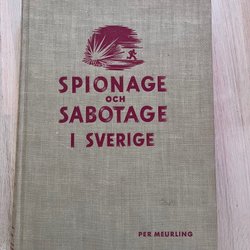 SPIONAGE
OCH
SABOTAGE
I SVERIGE
PER MEURLING